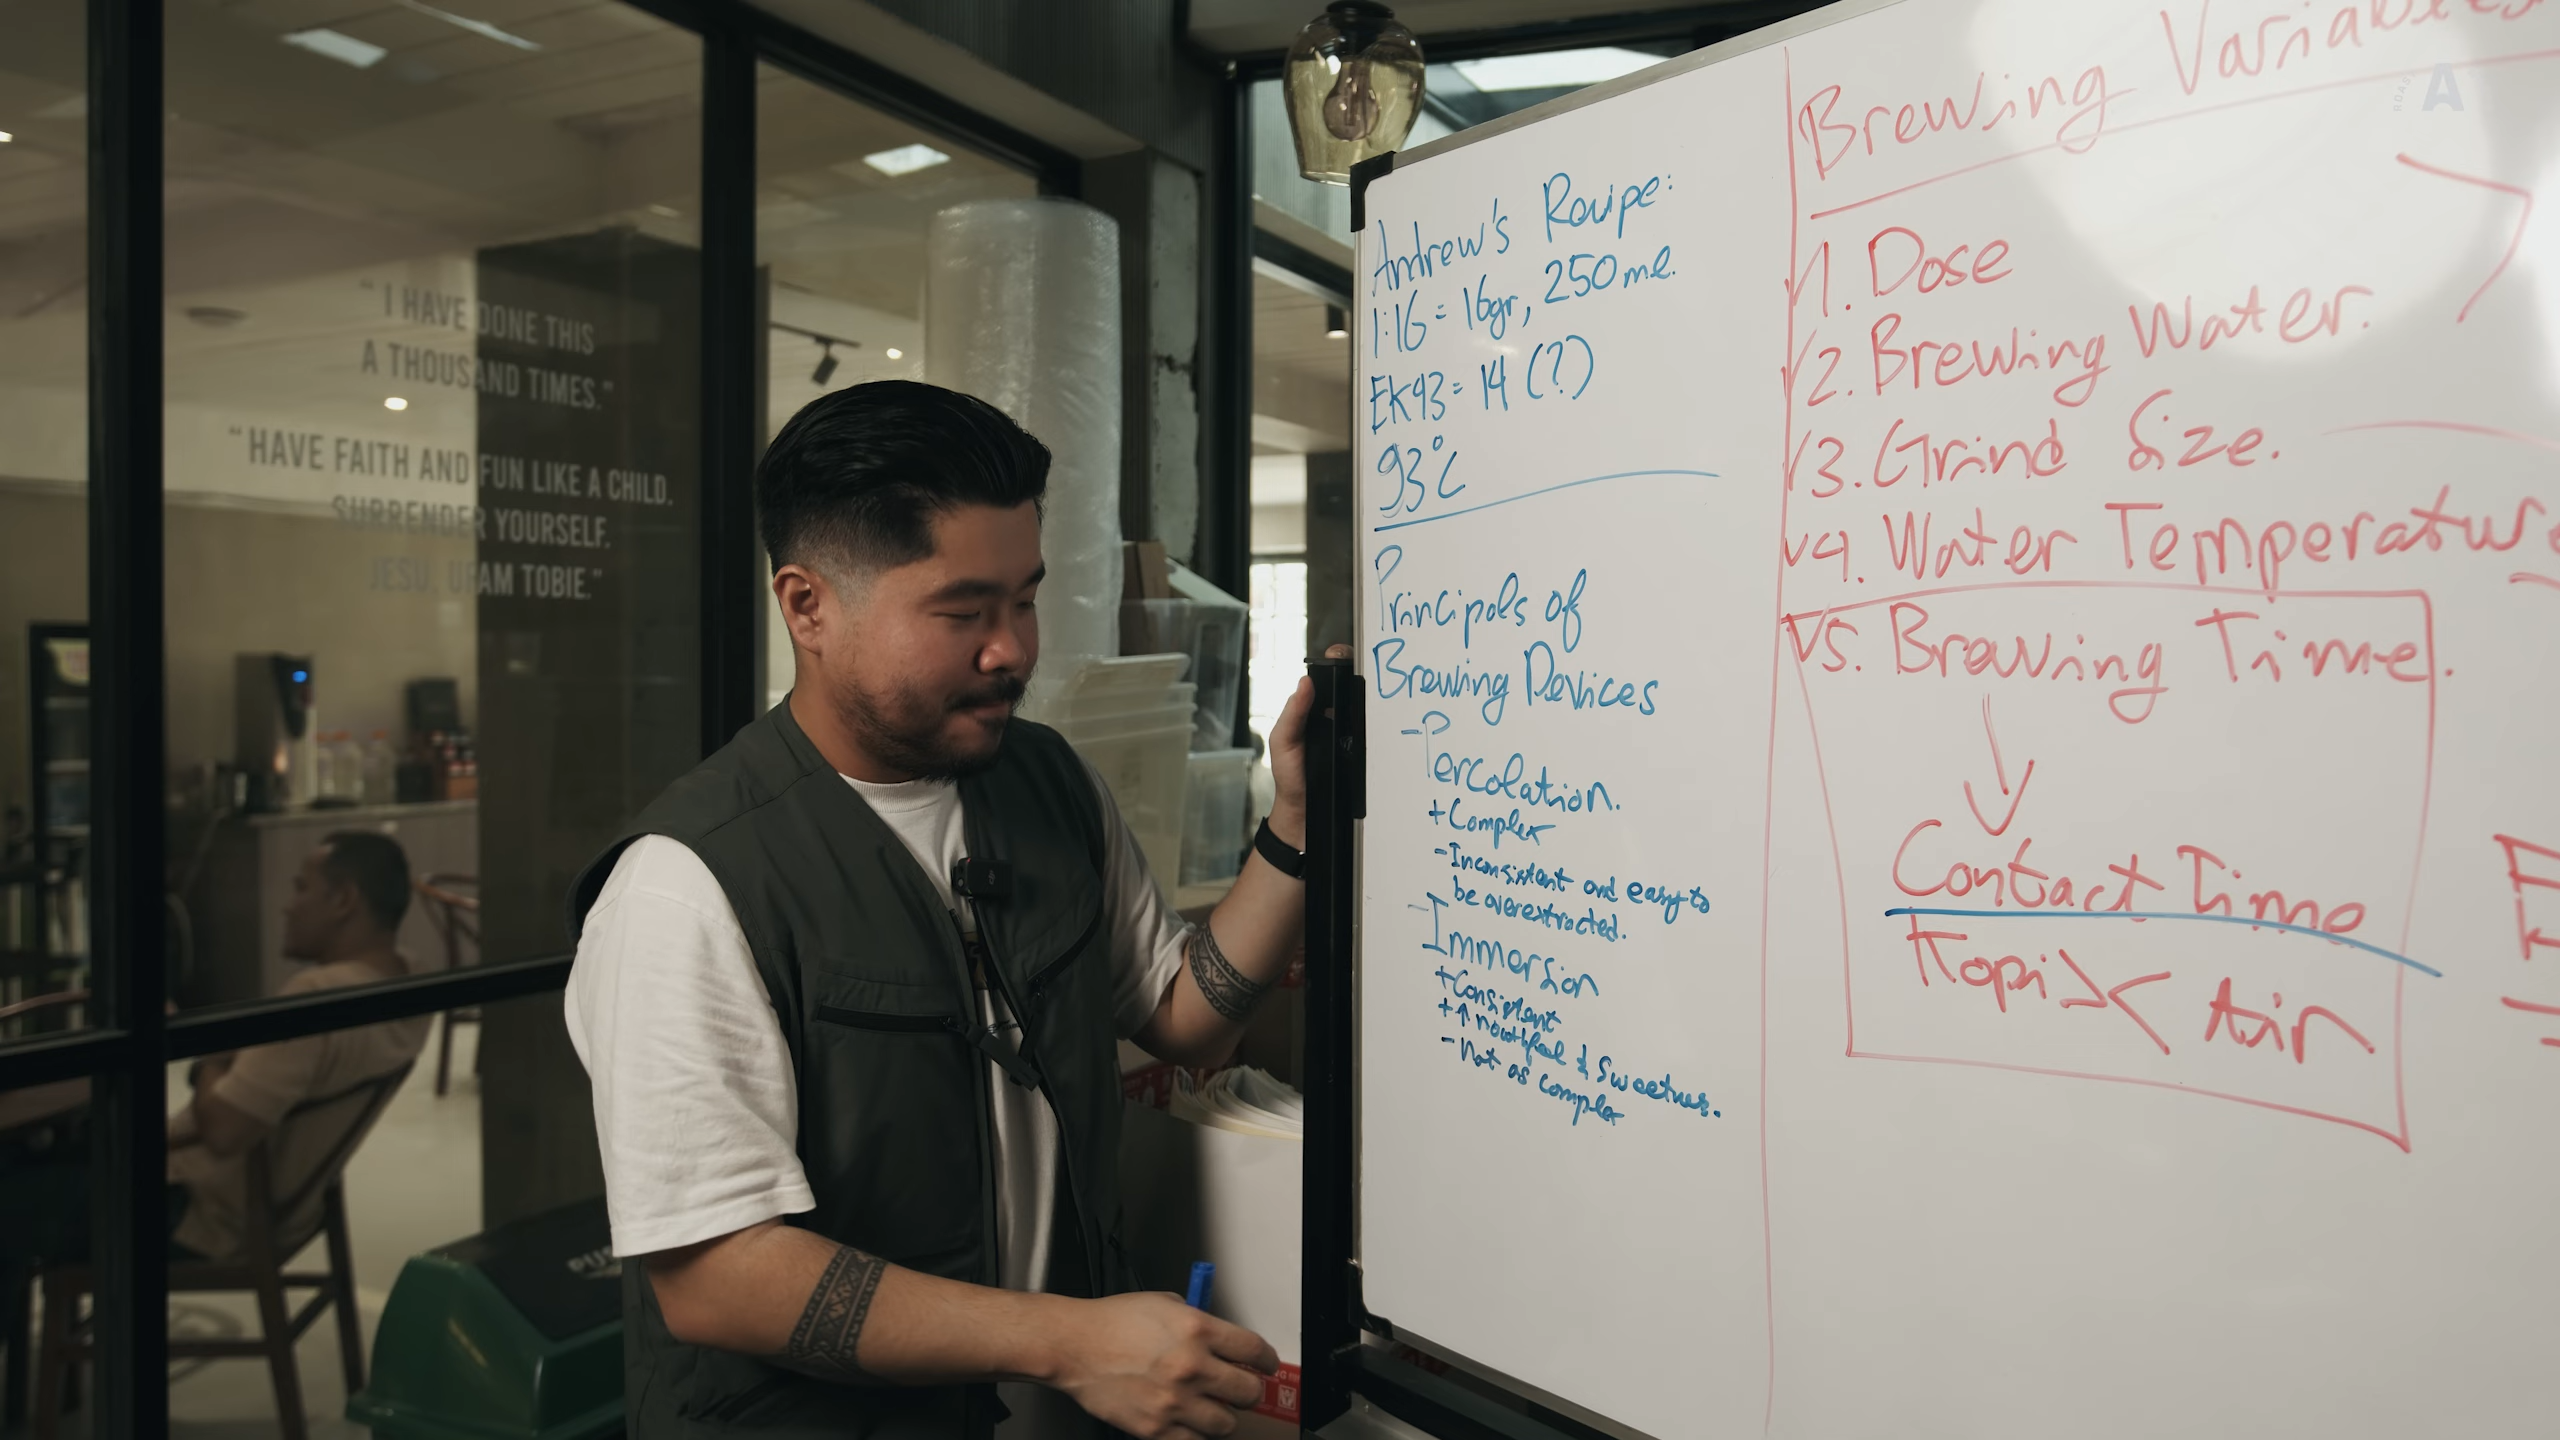 “ I HAVE DONE THIS
A THOUSAND TIMES.”
“ HAVE FAITH AND FUN LIKE A CHILD.
SURRENDER YOURSELF.
JESU, UFAM TOBIE.”
Andrew's Recipe:
1:16 = 16gr, 250ml.
EK43 = 14 (?)
93°C
Principals of
Brewing Devices
- Percolation.
+ Complex
- Inconsistent and easy to
be overextracted.
- Immersion
+ Consistent
+ ↑ mouthfeel & Sweetness.
- Not as complex
Brewing Variables
1. Dose
2. Brewing Water.
3. Grind Size.
4. Water Temperature
5. Brewing Time.
Contact Time
Kopi >< Air
A